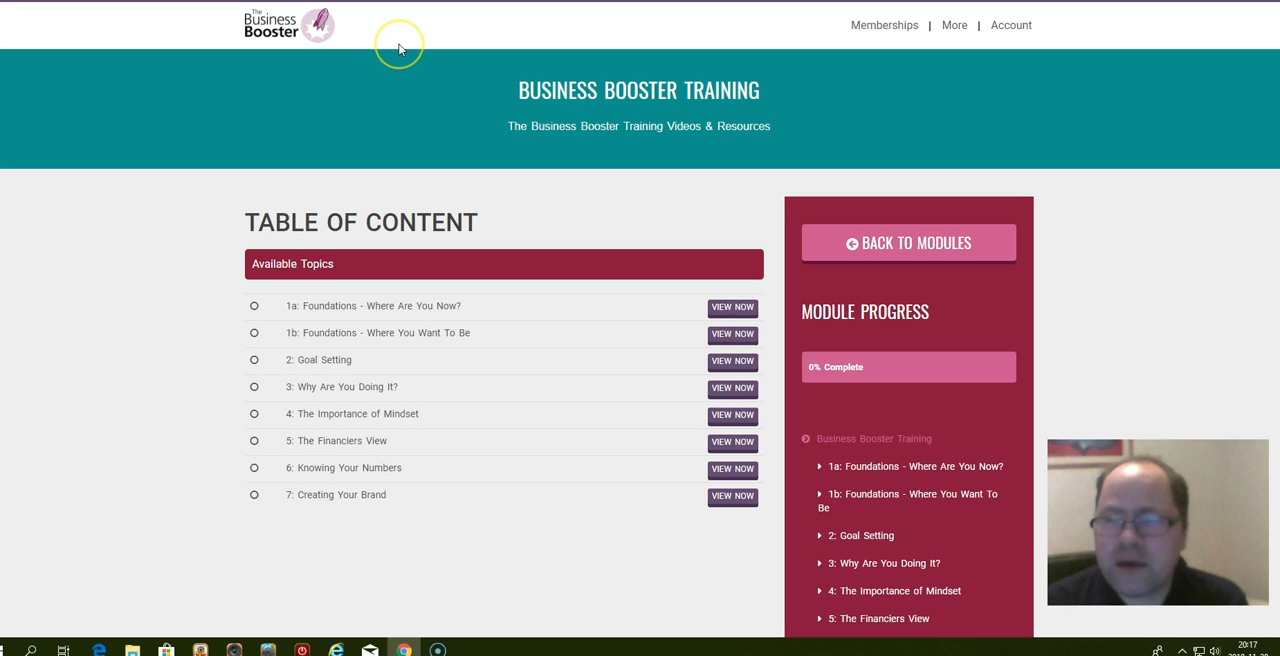 The
Business
Booster
Memberships | More | Account
BUSINESS BOOSTER TRAINING
The Business Booster Training Videos & Resources
TABLE OF CONTENT
Available Topics
1a: Foundations - Where Are You Now? VIEW NOW
1b: Foundations - Where You Want To Be VIEW NOW
2: Goal Setting VIEW NOW
3: Why Are You Doing It? VIEW NOW
4: The Importance of Mindset VIEW NOW
5: The Financiers View VIEW NOW
6: Knowing Your Numbers VIEW NOW
7: Creating Your Brand VIEW NOW
BACK TO MODULES
MODULE PROGRESS
0% Complete
Business Booster Training
1a: Foundations - Where Are You Now?
1b: Foundations - Where You Want To
Be
2: Goal Setting
3: Why Are You Doing It?
4: The Importance of Mindset
5: The Financiers View
20:17